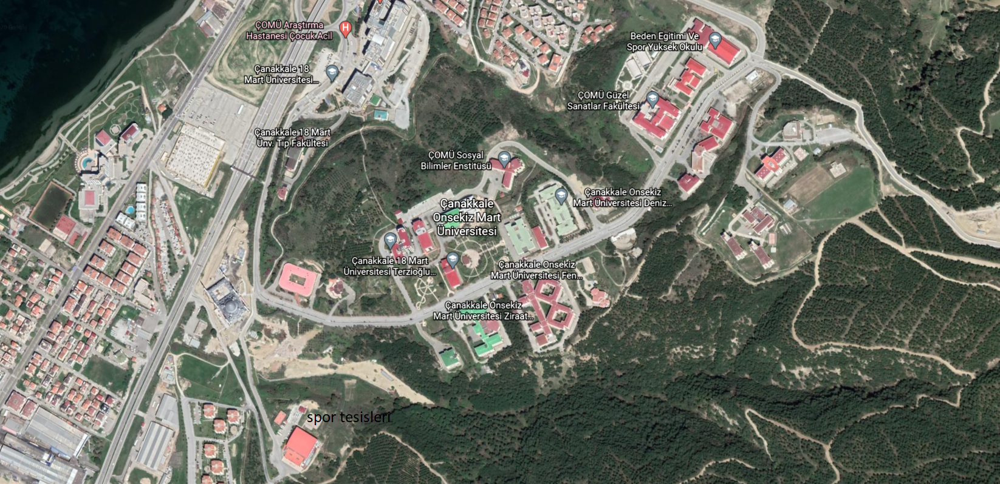 ÇOMÜ Araştırma
Hastanesi Çocuk Acil
H
Beden Egitimi Ve
Spor Yüksek Okulu
Çanakkale 18
Mart Üniversitesi...
ÇOMÜ Güzel
Sanatlar Fakültesi
Çanakkale 18 Mart
Ünv. Tıp Fakültesi
ÇOMÜ Sosyal
Bilimler Enstitüsü
Çanakkale Onsekiz
Mart Üniversitesi Deniz...
Çanakkale
Onsekiz Mart
Üniversitesi
Çanakkale 18 Mart
Üniversitesi Terzioğlu...
Çanakkale Onsekiz
Mart Üniversitesi Fen...
Çanakkale Onsekiz
Mart Üniversitesi Ziraat...
spor tesisleri